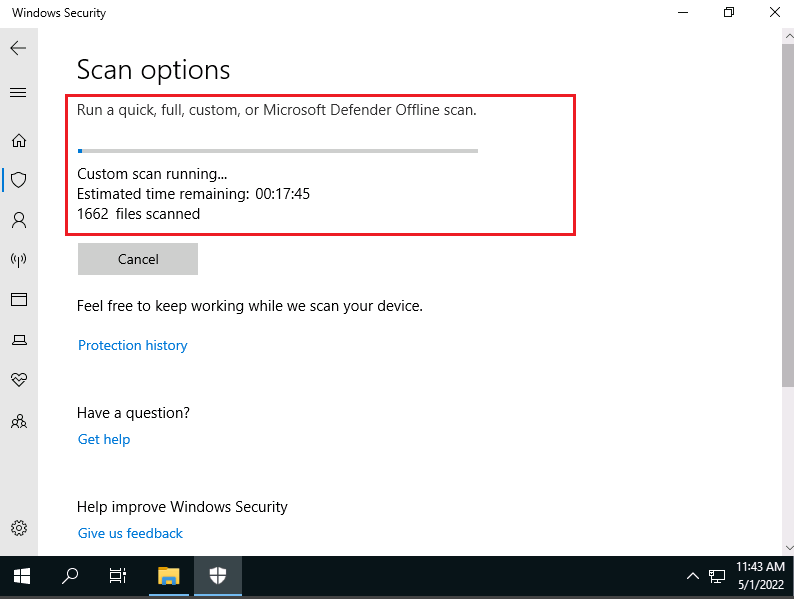 Windows Security
Scan options
Run a quick, full, custom, or Microsoft Defender Offline scan.
Custom scan running...
Estimated time remaining: 00:17:45
1662 files scanned
Cancel
Feel free to keep working while we scan your device.
Protection history
Have a question?
Get help
Help improve Windows Security
Give us feedback
11:43 AM
5/1/2022